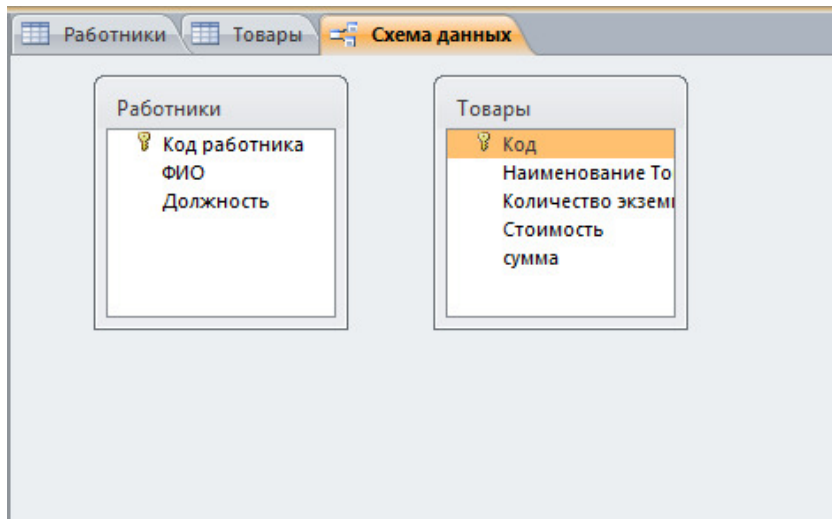 Работники Товары Схема данных
Работники
Код работника
ФИО
Должность
Товары
Код
Наименование То
Количество экзем
Стоимость
сумма